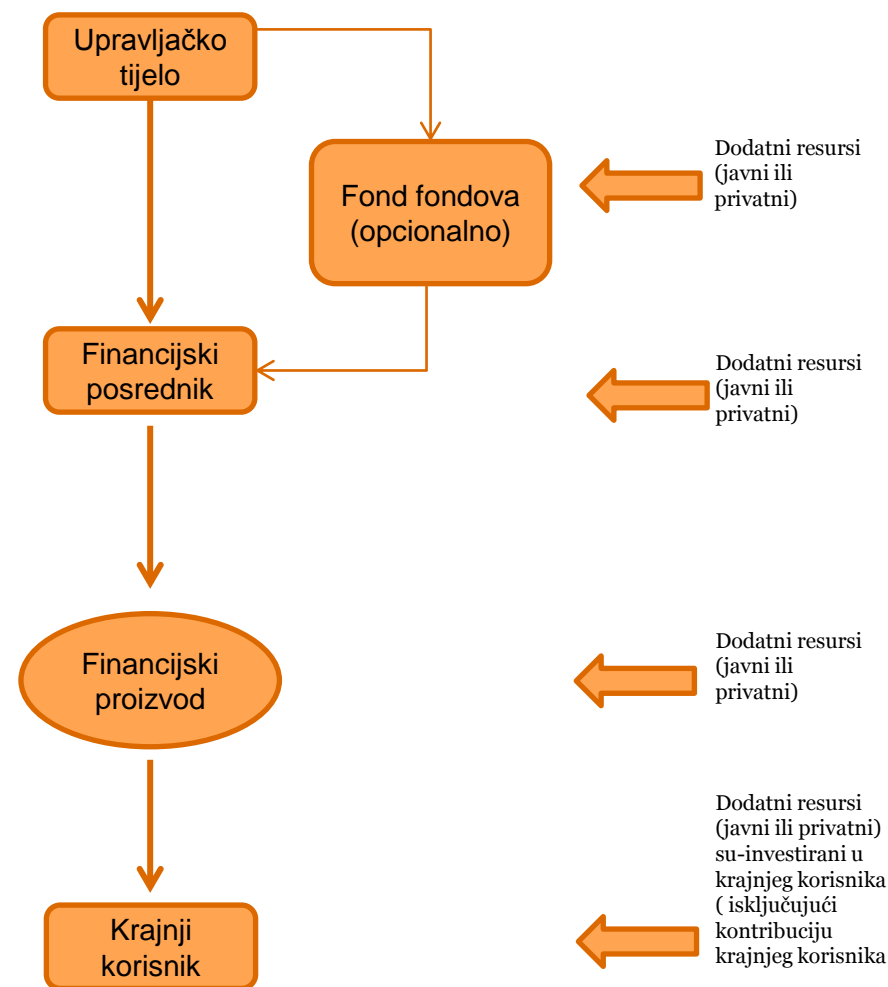 Upravljačko
tijelo
Dodatni resursi
(javni ili
privatni)
Fond fondova
(opcionalno)
Financijski
posrednik
Dodatni resursi
(javni ili
privatni)
Financijski
proizvod
Dodatni resursi
(javni ili
privatni)
Dodatni resursi
(javni ili privatni)
su-investirani u
krajnjeg korisnika
( isključujući
kontribuciju
krajnjeg korisnika
Krajnji
korisnik